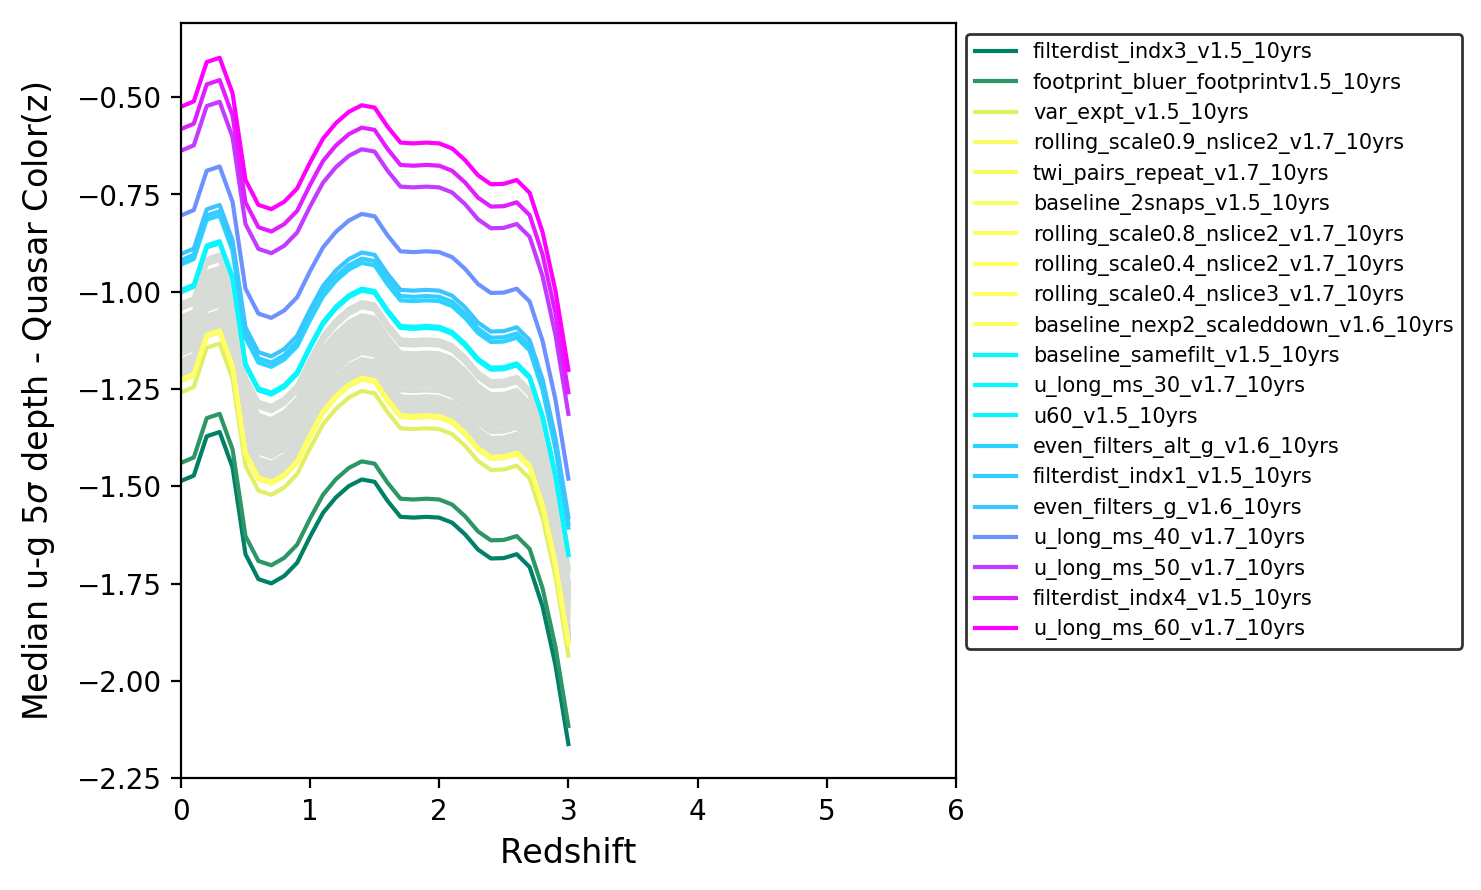 Median u-g 5σ depth - Quasar Color(z)
−0.50
−0.75
−1.00
−1.25
−1.50
−1.75
−2.00
−2.25
0 1 2 3 4 5 6
Redshift
filterdist_indx3_v1.5_10yrs
footprint_bluer_footprintv1.5_10yrs
var_expt_v1.5_10yrs
rolling_scale0.9_nslice2_v1.7_10yrs
twi_pairs_repeat_v1.7_10yrs
baseline_2snaps_v1.5_10yrs
rolling_scale0.8_nslice2_v1.7_10yrs
rolling_scale0.4_nslice2_v1.7_10yrs
rolling_scale0.4_nslice3_v1.7_10yrs
baseline_nexp2_scaleddown_v1.6_10yrs
baseline_samefilt_v1.5_10yrs
u_long_ms_30_v1.7_10yrs
u60_v1.5_10yrs
even_filters_alt_g_v1.6_10yrs
filterdist_indx1_v1.5_10yrs
even_filters_g_v1.6_10yrs
u_long_ms_40_v1.7_10yrs
u_long_ms_50_v1.7_10yrs
filterdist_indx4_v1.5_10yrs
u_long_ms_60_v1.7_10yrs